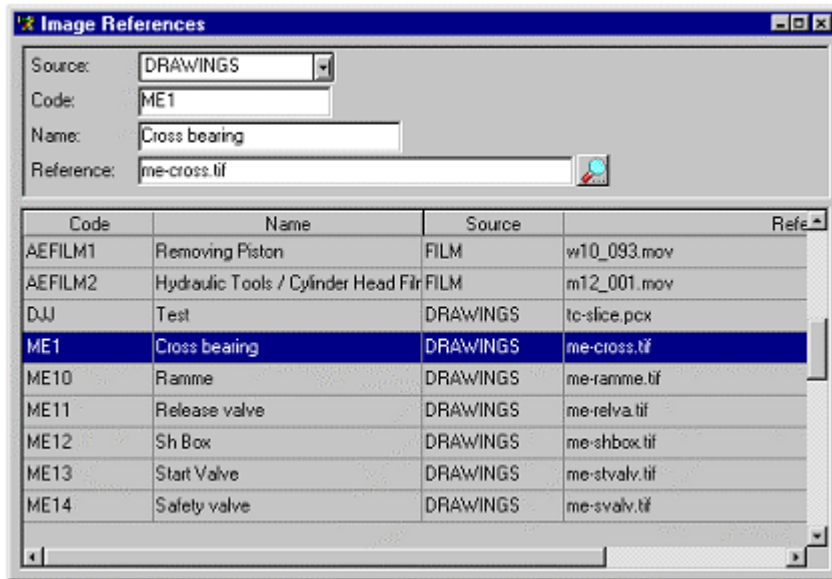 Image References
Source: DRAWINGS
Code: ME1
Name: Cross bearing
Reference: me-cross.tif
Code Name Source Refe
AEFILM1 Removing Piston FILM w10_093.mov
AEFILM2 Hydraulic Tools / Cylinder Head Filr FILM m12_001.mov
DJJ Test DRAWINGS tc-slice.pcx
ME1 Cross bearing DRAWINGS me-cross.tif
ME10 Ramme DRAWINGS me-ramme.tif
ME11 Release valve DRAWINGS me-relva.tif
ME12 Sh Box DRAWINGS me-shbox.tif
ME13 Start Valve DRAWINGS me-stvalv.tif
ME14 Safety valve DRAWINGS me-svalv.tif